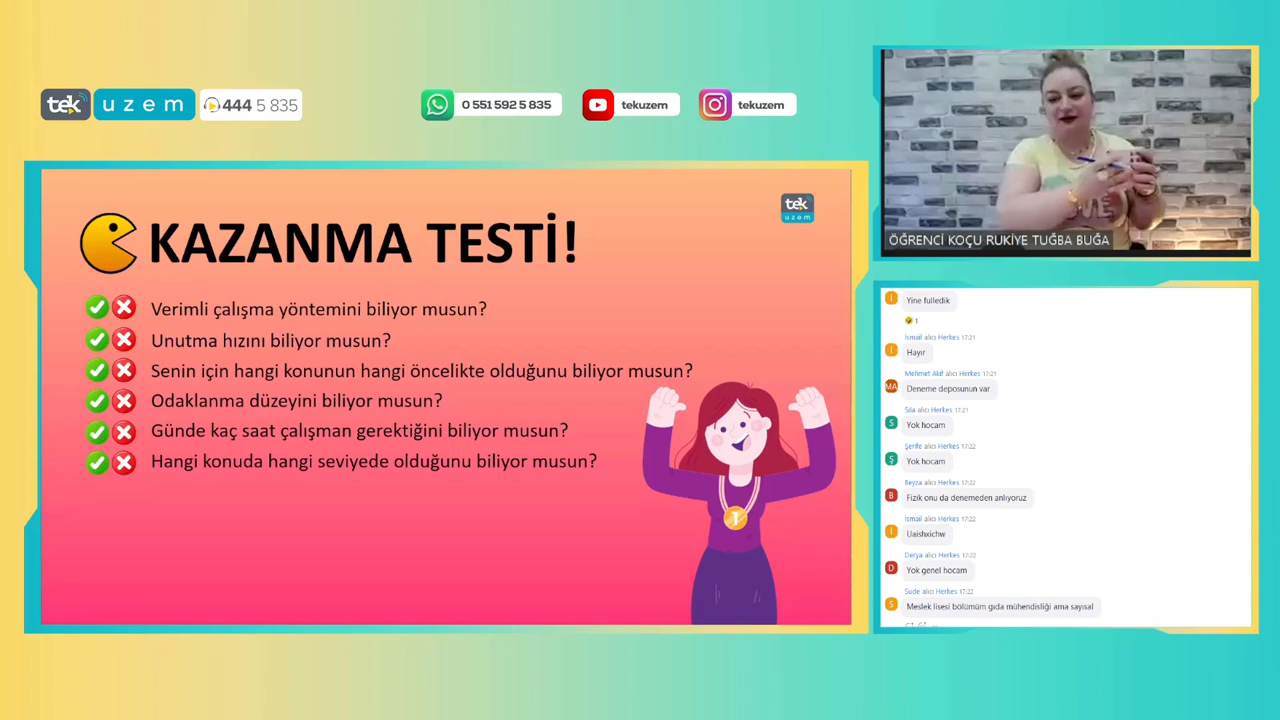 tek uzem 444 5 835
0 551 592 5 835
tekuzem
tekuzem
tek
uzem
KAZANMA TESTİ!
Verimli çalışma yöntemini biliyor musun?
Unutma hızını biliyor musun?
Senin için hangi konunun hangi öncelikte olduğunu biliyor musun?
Odaklanma düzeyini biliyor musun?
Günde kaç saat çalışman gerektiğini biliyor musun?
Hangi konuda hangi seviyede olduğunu biliyor musun?
1
ÖĞRENCİ KOÇU RUKİYE TUĞBA BUĞA
I
Yine fulledik
1
İsmail alıcı Herkes 17:21
I
Hayır
Mehmet Akif alıcı Herkes 17:21
MA
Deneme deposunun var
Sıla alıcı Herkes 17:21
S
Yok hocam
Şerife alıcı Herkes 17:22
Ş
Yok hocam
Beyza alıcı Herkes 17:22
B
Fizik onu da denemeden anlıyoruz
İsmail alıcı Herkes 17:22
I
Uaishxichw
Derya alıcı Herkes 17:22
D
Yok genel hocam
Sude alıcı Herkes 17:22
S
Meslek lisesi bölümüm gıda mühendisliği ama sayısal